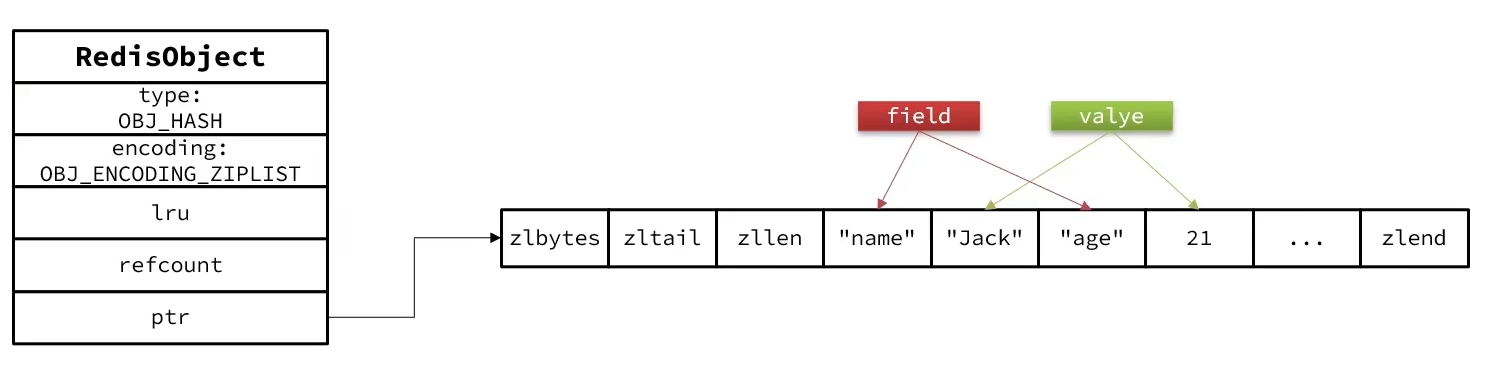 RedisObject
type:
OBJ_HASH
encoding:
OBJ_ENCODING_ZIPLIST
lru
refcount
ptr
field valye
zlbytes zltail zllen "name" "Jack" "age" 21 ... zlend